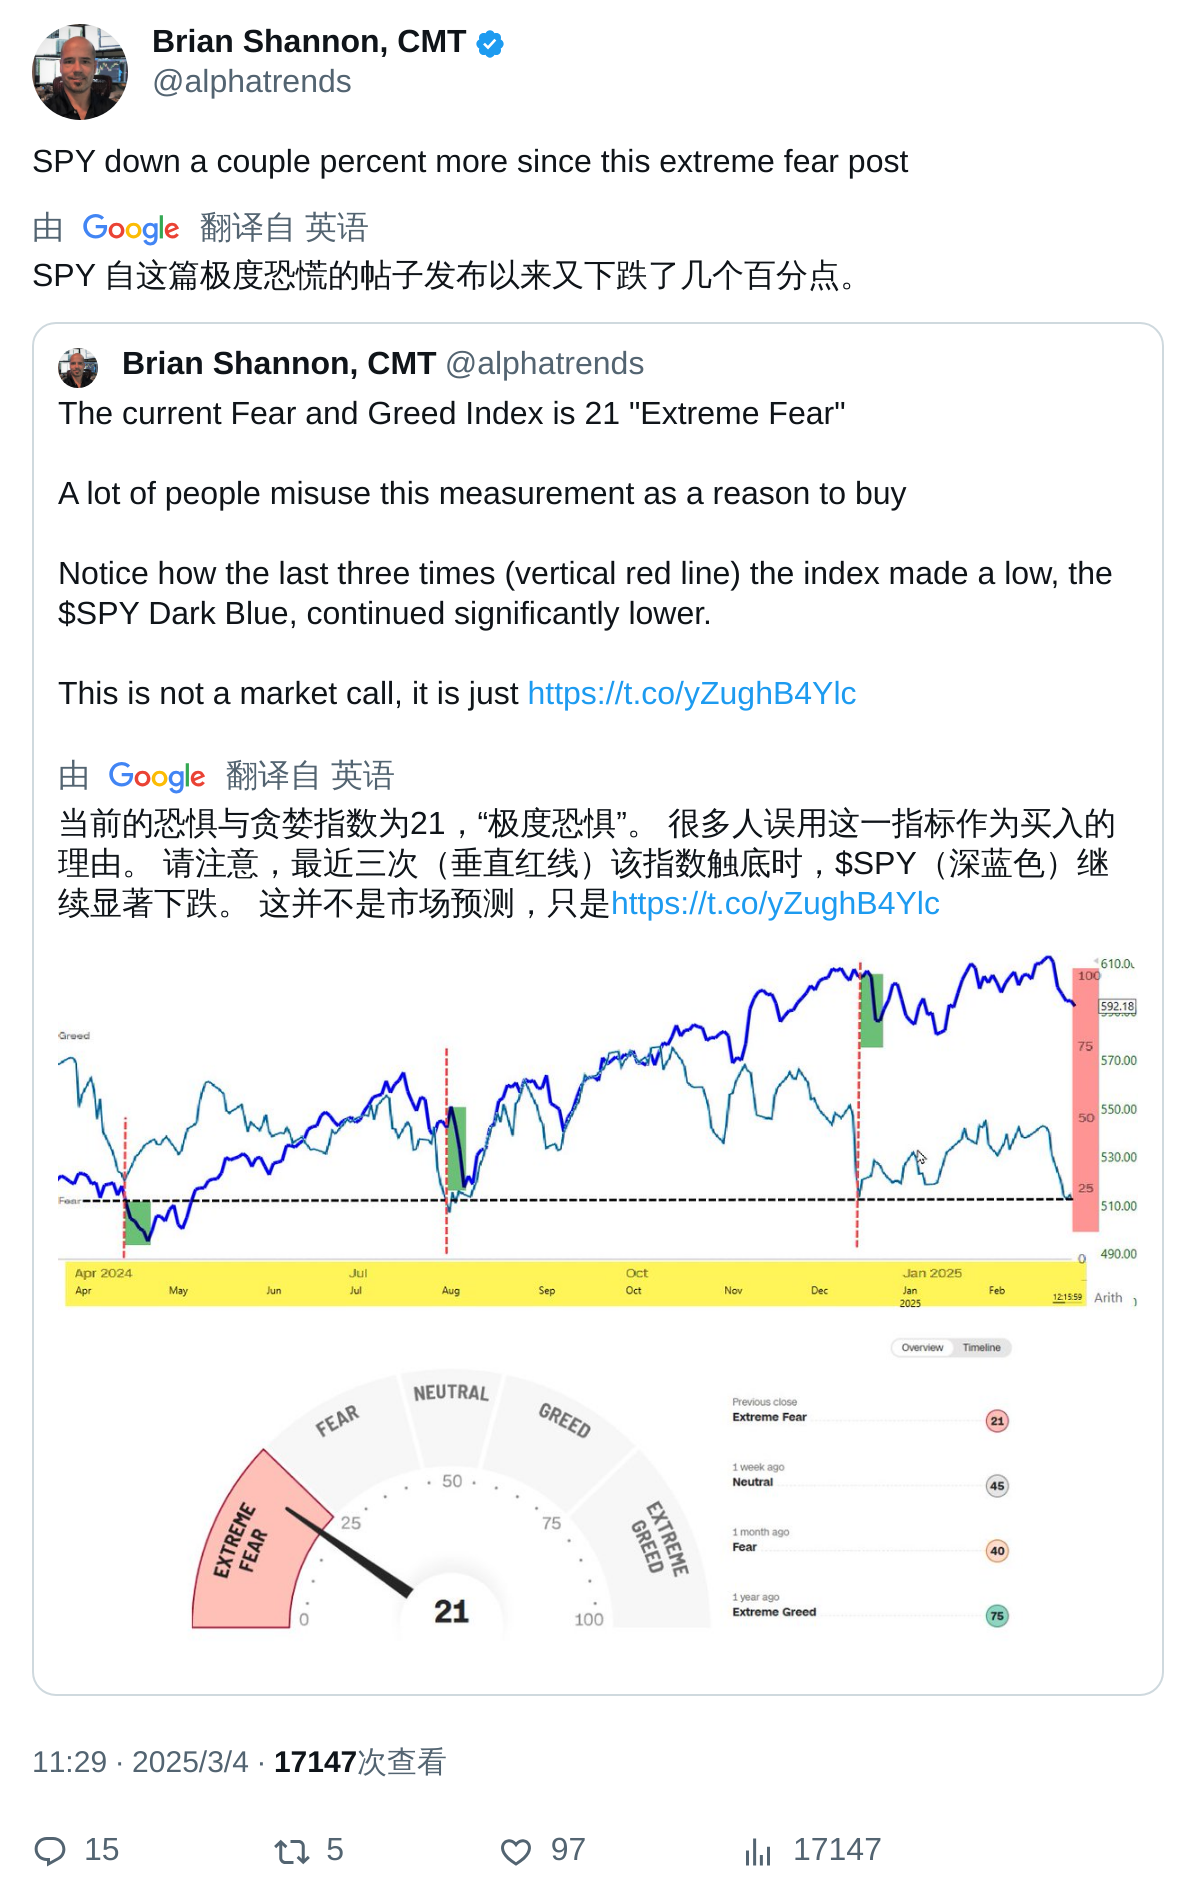 Brian Shannon, CMT
@alphatrends
SPY down a couple percent more since this extreme fear post
由 Google 翻译自 英语
SPY 自这篇极度恐慌的帖子发布以来又下跌了几个百分点。
Brian Shannon, CMT @alphatrends
The current Fear and Greed Index is 21 "Extreme Fear"
A lot of people misuse this measurement as a reason to buy
Notice how the last three times (vertical red line) the index made a low, the
$SPY Dark Blue, continued significantly lower.
This is not a market call, it is just https://t.co/yZughB4Ylc
由 Google 翻译自 英语
当前的恐惧与贪婪指数为21，“极度恐惧”。 很多人误用这一指标作为买入的
理由。 请注意，最近三次（垂直红线）该指数触底时，$SPY（深蓝色）继
续显著下跌。 这并不是市场预测，只是https://t.co/yZughB4Ylc
Greed
Fear
100
75
50
25
0
592.18
570.00
550.00
530.00
510.00
490.00
Apr 2024 Jul Oct Jan 2025
Apr May Jun Jul Aug Sep Oct Nov Dec Jan Feb
2025
12:15:59
Arith
Overview Timeline
EXTREME
FEAR
FEAR
NEUTRAL
GREED
EXTREME
GREED
0
25
50
75
100
21
Previous close
Extreme Fear 21
1 week ago
Neutral 45
1 month ago
Fear 40
1 year ago
Extreme Greed 75
11:29 · 2025/3/4 · 17147次查看
15 5 97 17147